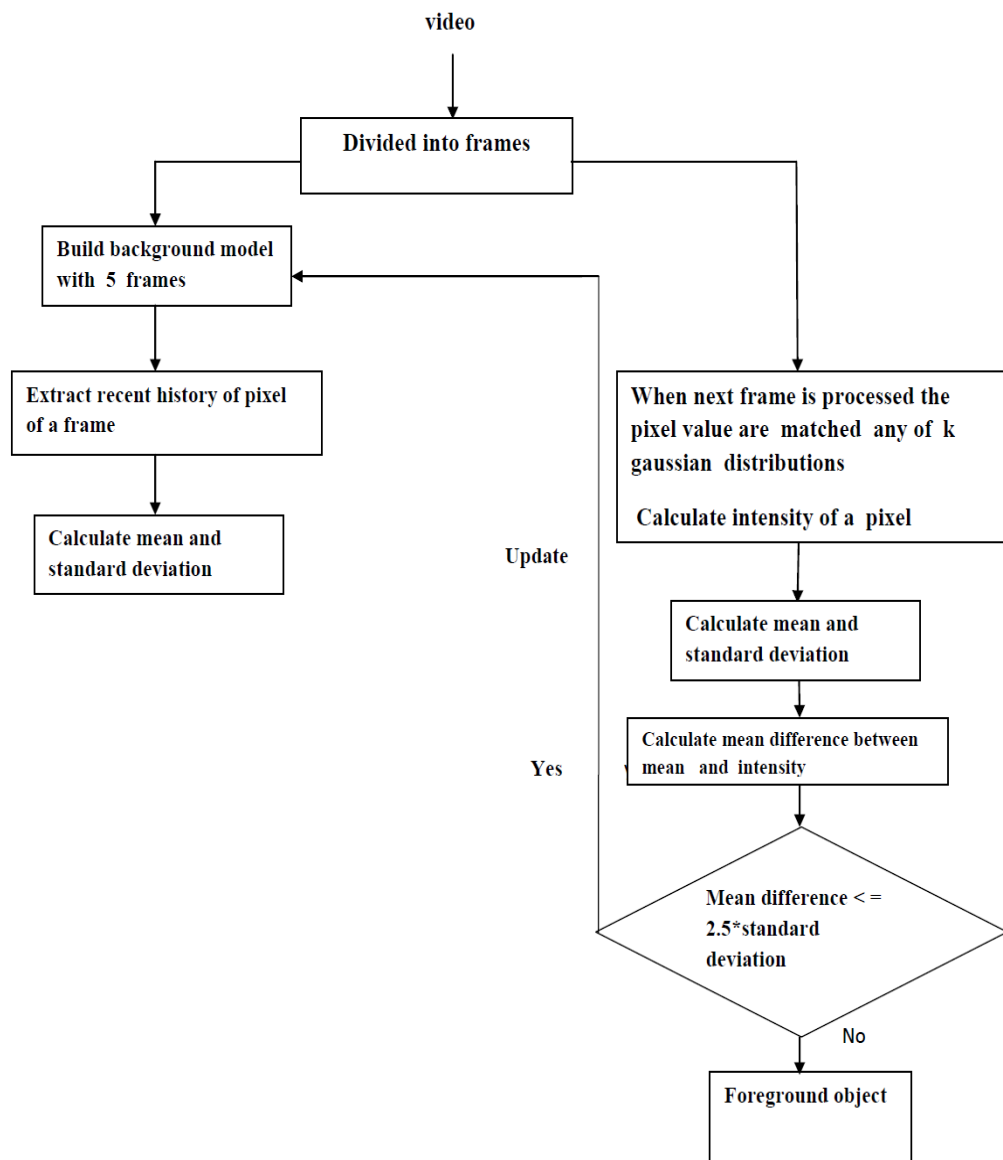 video
Divided into frames
Build background model
with 5 frames
Extract recent history of pixel
of a frame
Calculate mean and
standard deviation
When next frame is processed the
pixel value are matched any of k
gaussian distributions
Calculate intensity of a pixel
Update
Calculate mean and
standard deviation
Calculate mean difference between
mean and intensity
Yes
Mean difference < =
2.5*standard
deviation
No
Foreground object